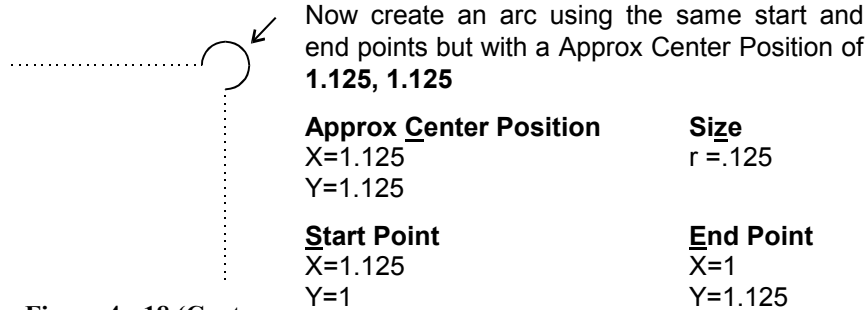 Now create an arc using the same start and
end points but with a Approx Center Position of
1.125, 1.125
Approx Center Position Size
X=1.125 r =.125
Y=1.125
Start Point End Point
X=1.125 X=1
Y=1 Y=1.125